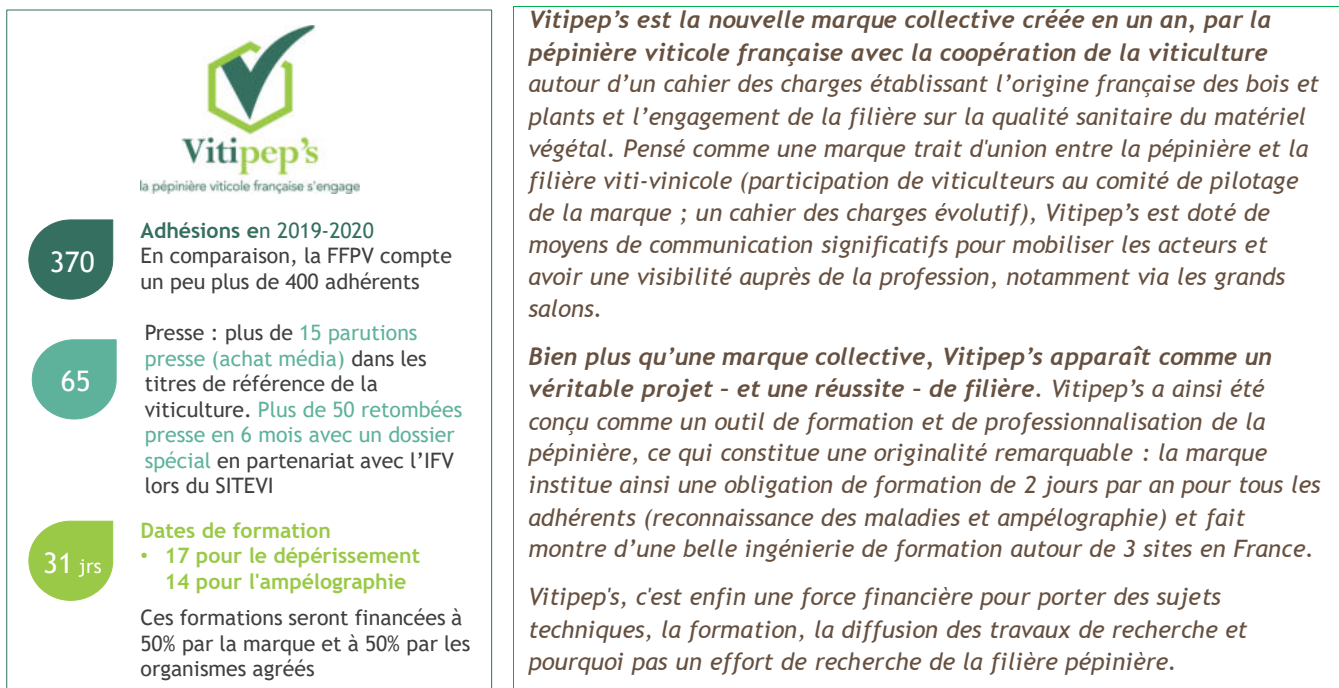 Vitipep's
la pépinière viticole française s'engage
370
Adhésions en 2019-2020
En comparaison, la FFPV compte
un peu plus de 400 adhérents
65
Presse : plus de 15 parutions
presse (achat média) dans les
titres de référence de la
viticulture. Plus de 50 retombées
presse en 6 mois avec un dossier
spécial en partenariat avec l’IFV
lors du SITEVI
31 jrs
Dates de formation
• 17 pour le dépérissement
14 pour l'ampélographie
Ces formations seront financées à
50% par la marque et à 50% par les
organismes agréés
Vitipep’s est la nouvelle marque collective créée en un an, par la
pépinière viticole française avec la coopération de la viticulture
autour d’un cahier des charges établissant l’origine française des bois et
plants et l’engagement de la filière sur la qualité sanitaire du matériel
végétal. Pensé comme une marque trait d'union entre la pépinière et la
filière viti-vinicole (participation de viticulteurs au comité de pilotage
de la marque ; un cahier des charges évolutif), Vitipep’s est doté de
moyens de communication significatifs pour mobiliser les acteurs et
avoir une visibilité auprès de la profession, notamment via les grands
salons.
Bien plus qu’une marque collective, Vitipep’s apparaît comme un
véritable projet – et une réussite – de filière. Vitipep’s a ainsi été
conçu comme un outil de formation et de professionnalisation de la
pépinière, ce qui constitue une originalité remarquable : la marque
institue ainsi une obligation de formation de 2 jours par an pour tous les
adhérents (reconnaissance des maladies et ampélographie) et fait
montre d’une belle ingénierie de formation autour de 3 sites en France.
Vitipep's, c'est enfin une force financière pour porter des sujets
techniques, la formation, la diffusion des travaux de recherche et
pourquoi pas un effort de recherche de la filière pépinière.